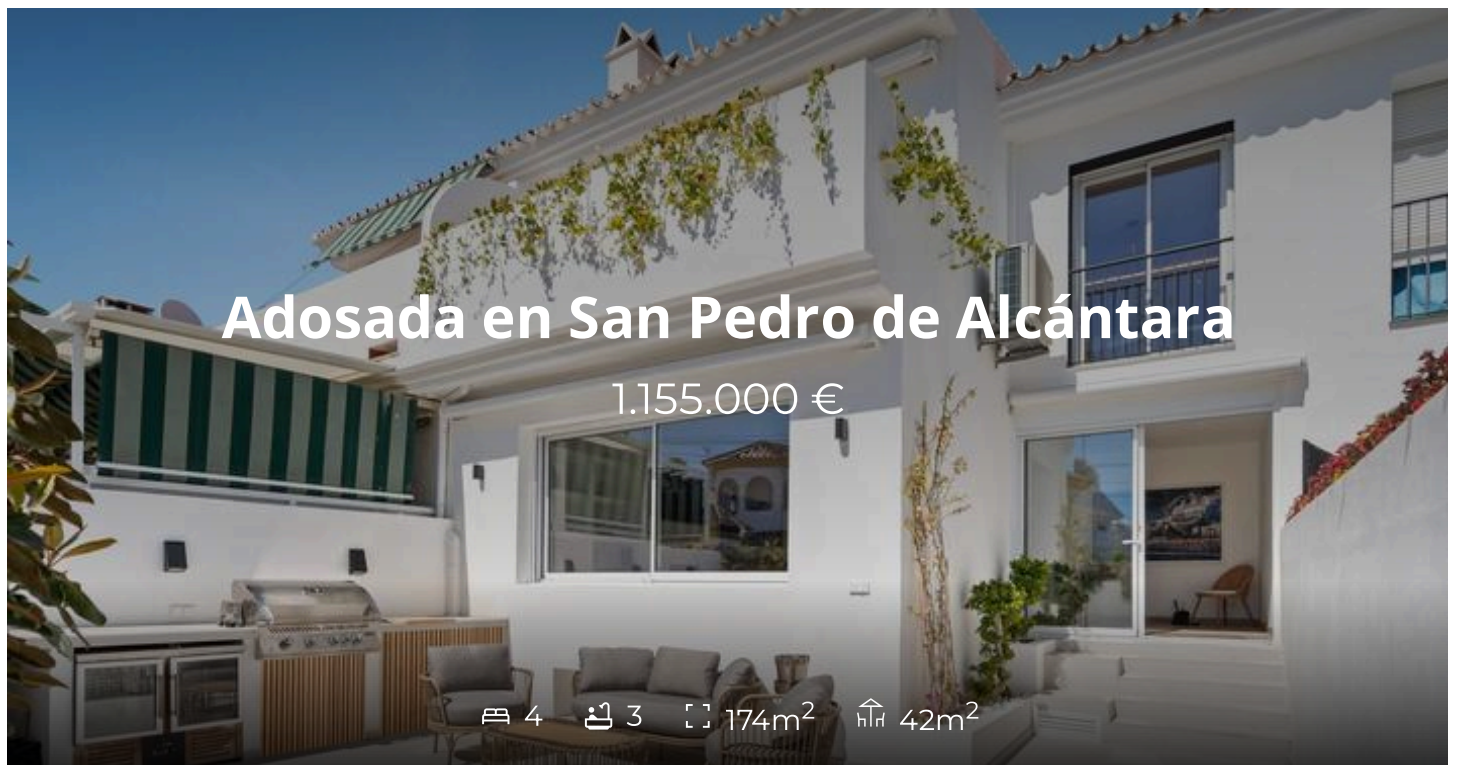 Adosada en San Pedro de Alcántara
1.155.000 €
4 3 174m² 42m²